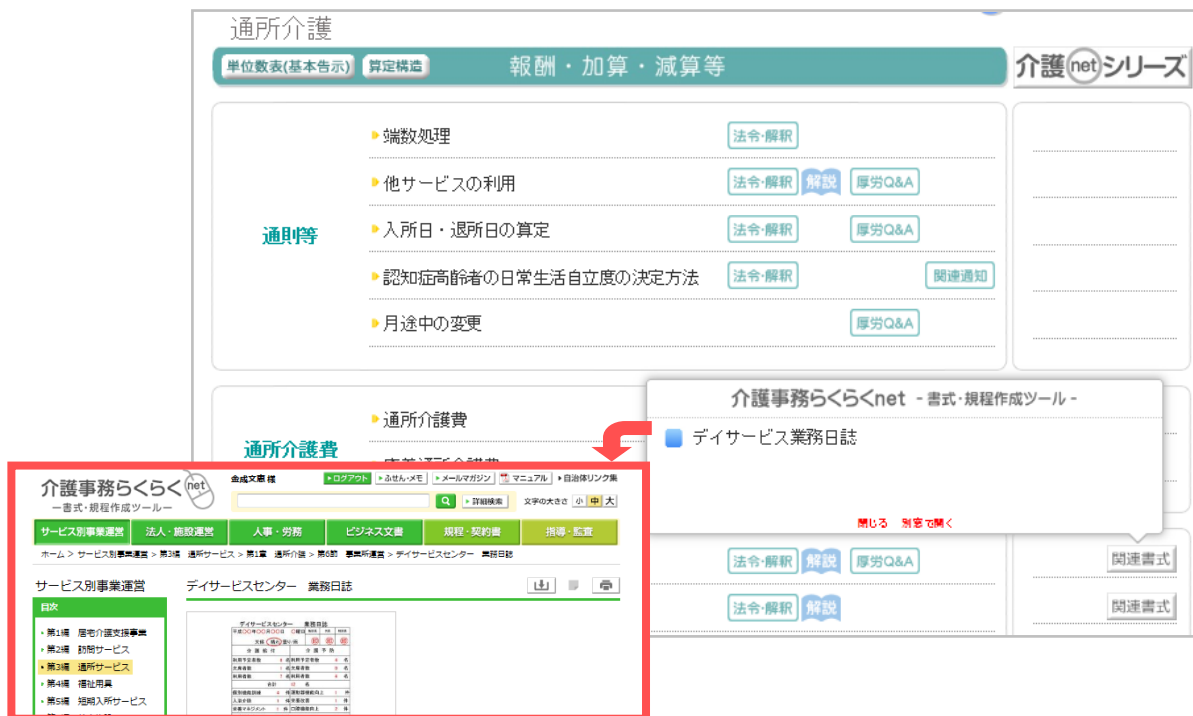 通所介護
単位数表(基本告示) 算定構造 報酬・加算・減算等 介護netシリーズ
端数処理 法令・解釈
他サービスの利用 法令・解釈 解説 厚労Q&A
通則等 入所日・退所日の算定 法令・解釈 厚労Q&A
認知症高齢者の日常生活自立度の決定方法 法令・解釈 関連通知
月途中の変更 厚労Q&A
通所介護費
通所介護費
介護事務らくらくnet - 書式・規程作成ツール -
デイサービス業務日誌
閉じる 別窓で開く
法令・解釈 解説 厚労Q&A 関連書式
法令・解釈 解説 関連書式
介護事務らくらくnet
ー書式・規程作成ツールー
金成文恵 様 ログアウト ふせん・メモ メールマガジン マニュアル 自治体リンク集
詳細検索 文字の大きさ 小 中 大
サービス別事業運営 法人・施設運営 人事・労務 ビジネス文書 規程・契約書 指導・監査
ホーム > サービス別事業運営 > 第3編 通所サービス > 第1章 通所介護 > 第6節 事業所運営 > デイサービスセンター 業務日誌
サービス別事業運営
目次
第1編 居宅介護支援事業
第2編 訪問サービス
第3編 通所サービス
第4編 福祉用具
第5編 短期入所サービス
デイサービスセンター 業務日誌
デイサービスセンター 業務日誌